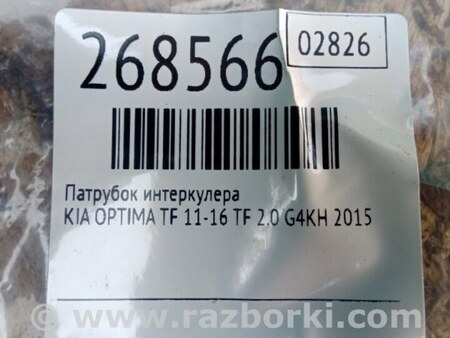 268566
02826
Патрубок интеркулера
KIA OPTIMA TF 11-16 TF 2.0 G4KH 2015
© www.razborki.com